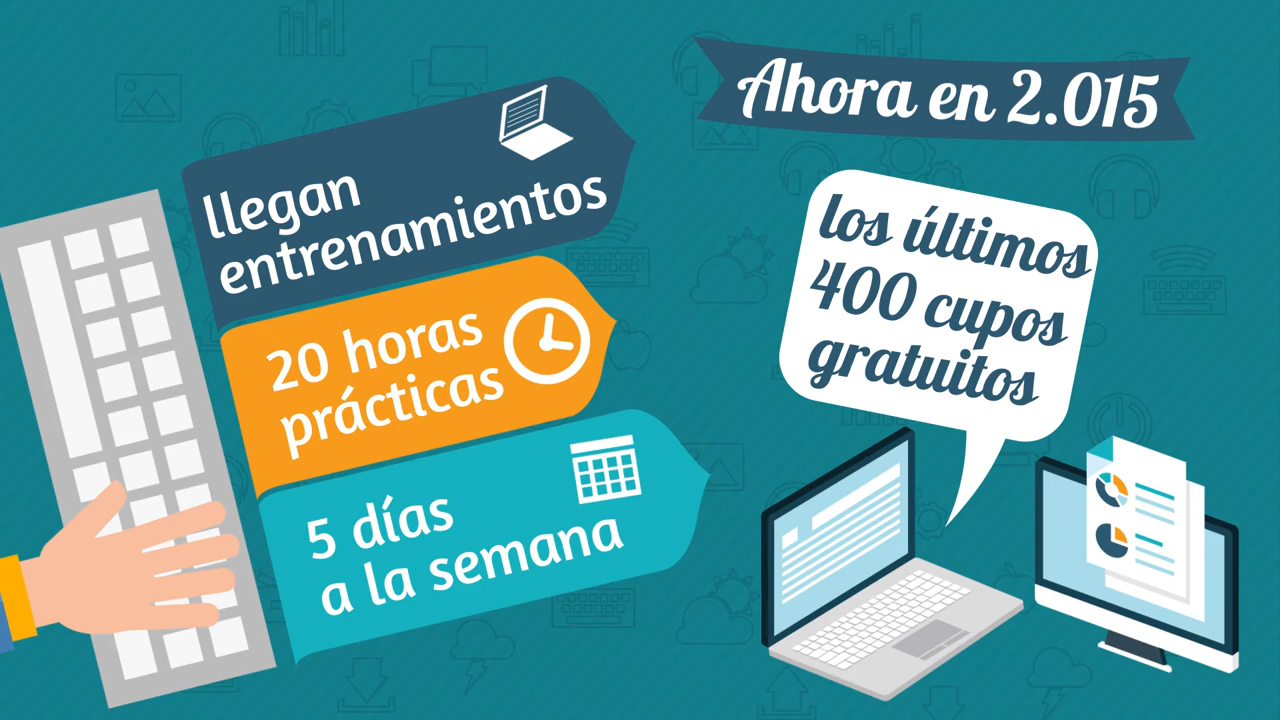 llegan
entrenamientos
20 horas
prácticas
5 días
a la semana
Ahora en 2.015
los últimos
400 cupos
gratuitos